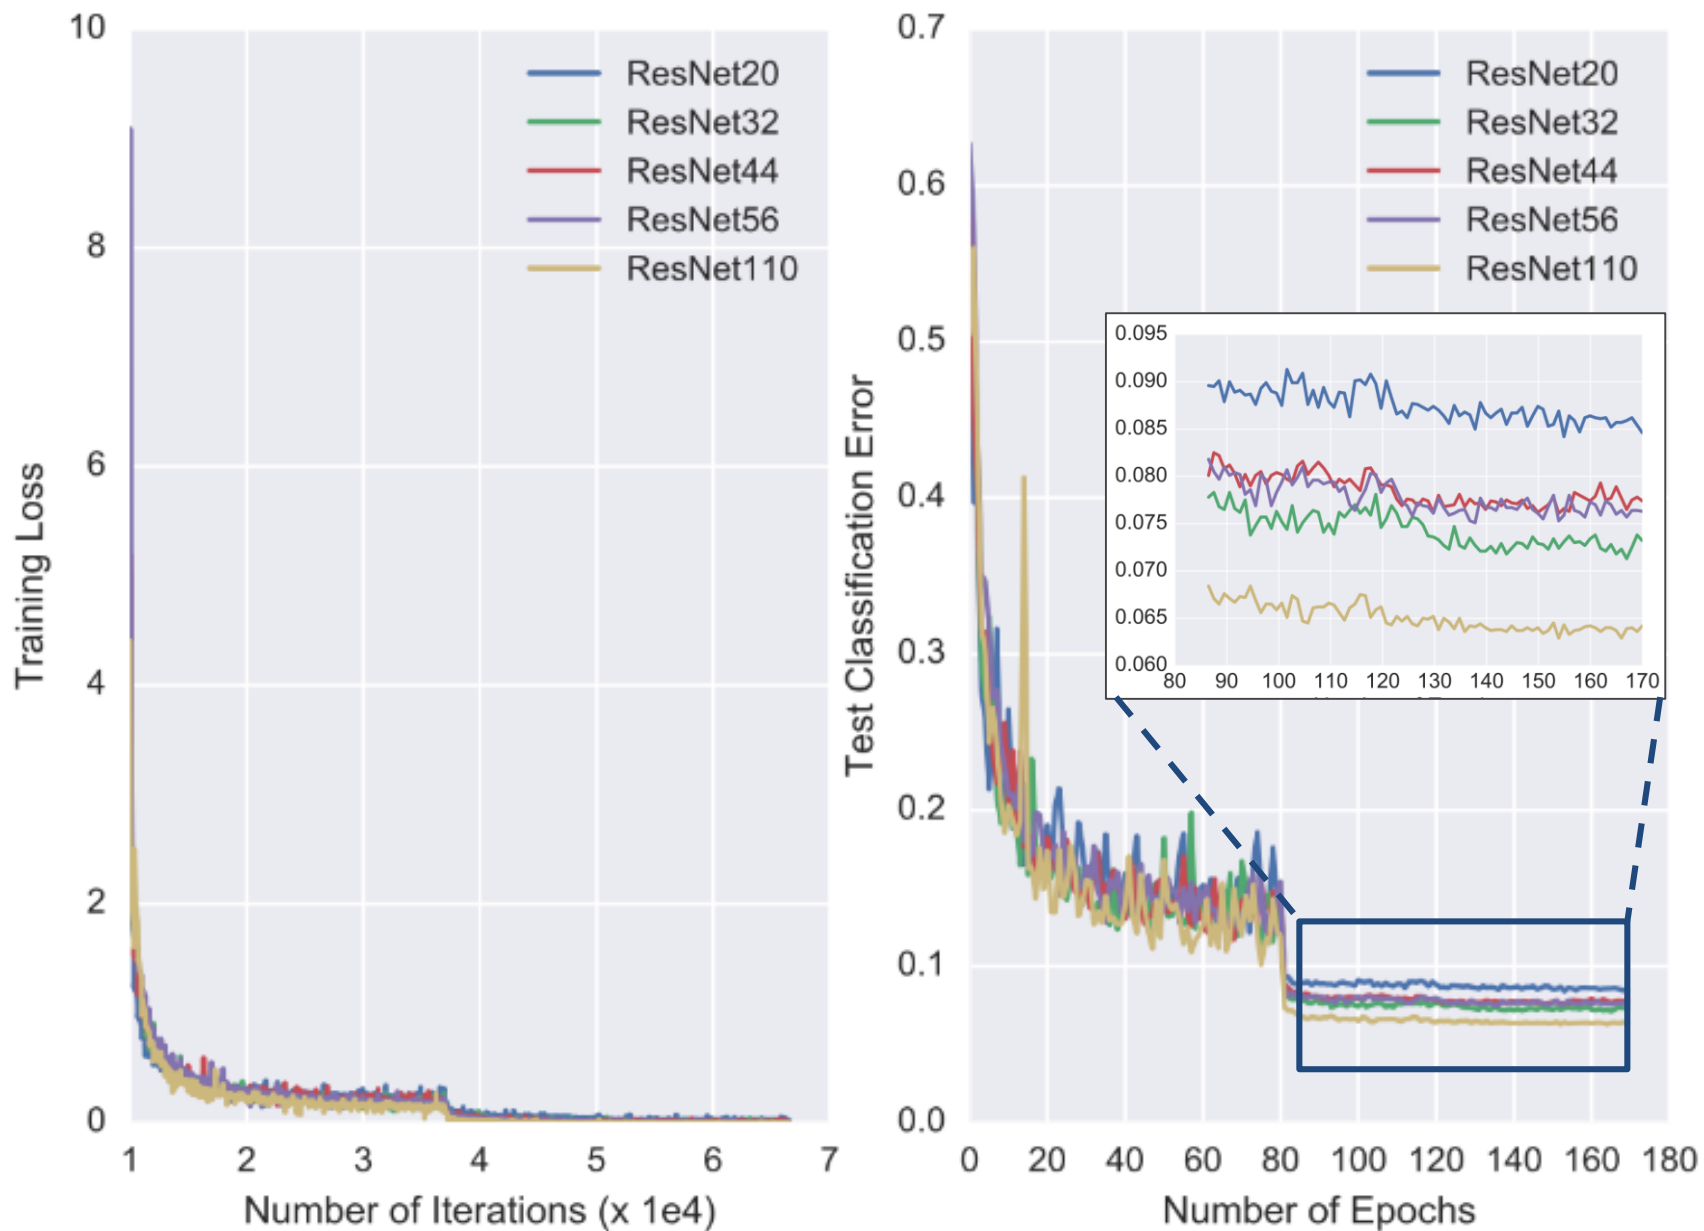 10
8
6
4
2
0
Training Loss
ResNet20
ResNet32
ResNet44
ResNet56
ResNet110
1 2 3 4 5 6 7
Number of Iterations (x 1e4)
0.7
0.6
0.5
0.4
0.3
0.2
0.1
0.0
Test Classification Error
ResNet20
ResNet32
ResNet44
ResNet56
ResNet110
0.095
0.090
0.085
0.080
0.075
0.070
0.065
0.060
80 90 100 110 120 130 140 150 160 170
0 20 40 60 80 100 120 140 160 180
Number of Epochs